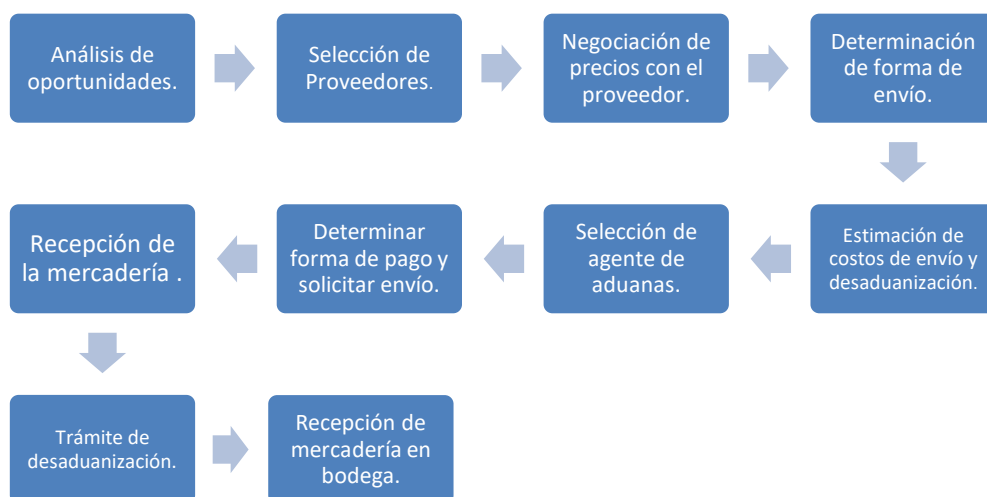 Análisis de
oportunidades.
Selección de
Proveedores.
Negociación de
precios con el
proveedor.
Determinación
de forma de
envío.
Estimación de
costos de envío y
desaduanización.
Selección de
agente de
aduanas.
Determinar
forma de pago y
solicitar envío.
Recepción de
la mercadería .
Trámite de
desaduanización.
Recepción de
mercadería en
bodega.